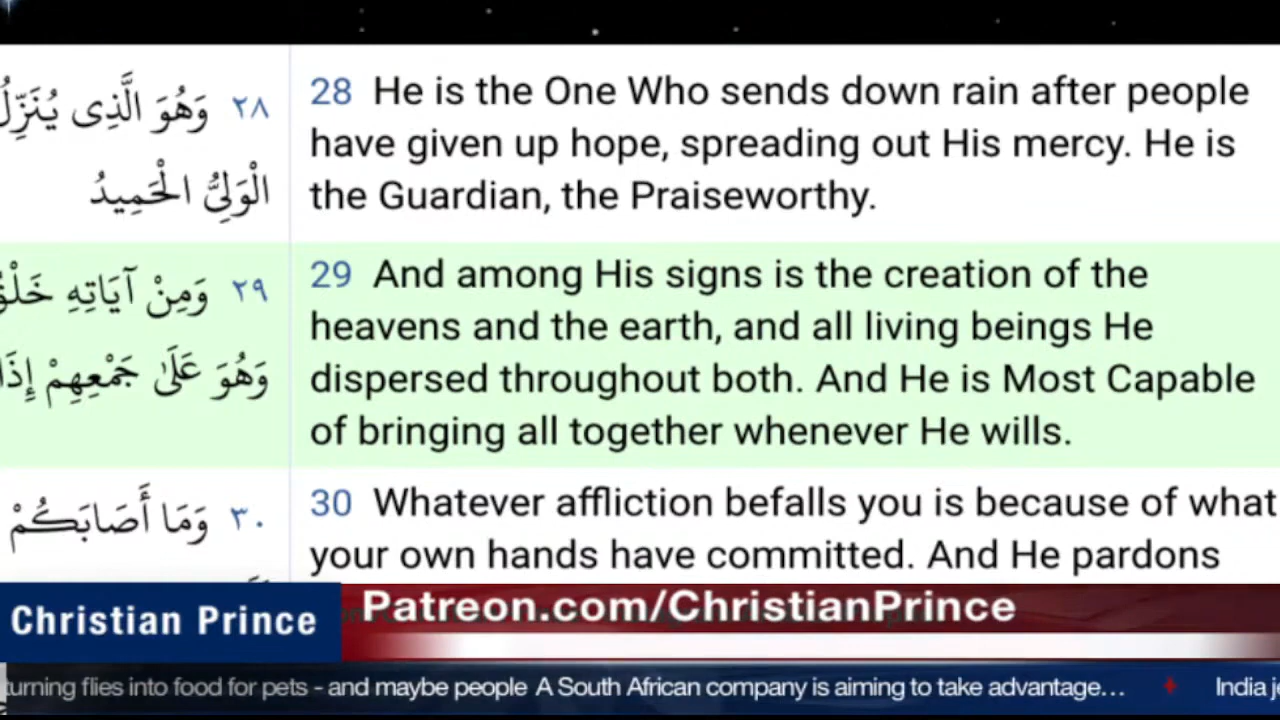 ٢٨ وَهُوَ الَّذِى يُنَزِّلُ
الْوَلِىُّ الْحَمِيدُ
28 He is the One Who sends down rain after people
have given up hope, spreading out His mercy. He is
the Guardian, the Praiseworthy.
٢٩ وَمِنْ آيَاتِهِ
وَهُوَ عَلَىٰ جَمْعِهِمْ إِذَا
29 And among His signs is the creation of the
heavens and the earth, and all living beings He
dispersed throughout both. And He is Most Capable
of bringing all together whenever He wills.
٣٠ وَمَا أَصَابَكُمْ
30 Whatever affliction befalls you is because of what
your own hands have committed. And He pardons
Christian Prince
Patreon.com/ChristianPrince
urning flies into food for pets - and maybe people A South African company is aiming to take advantage... India